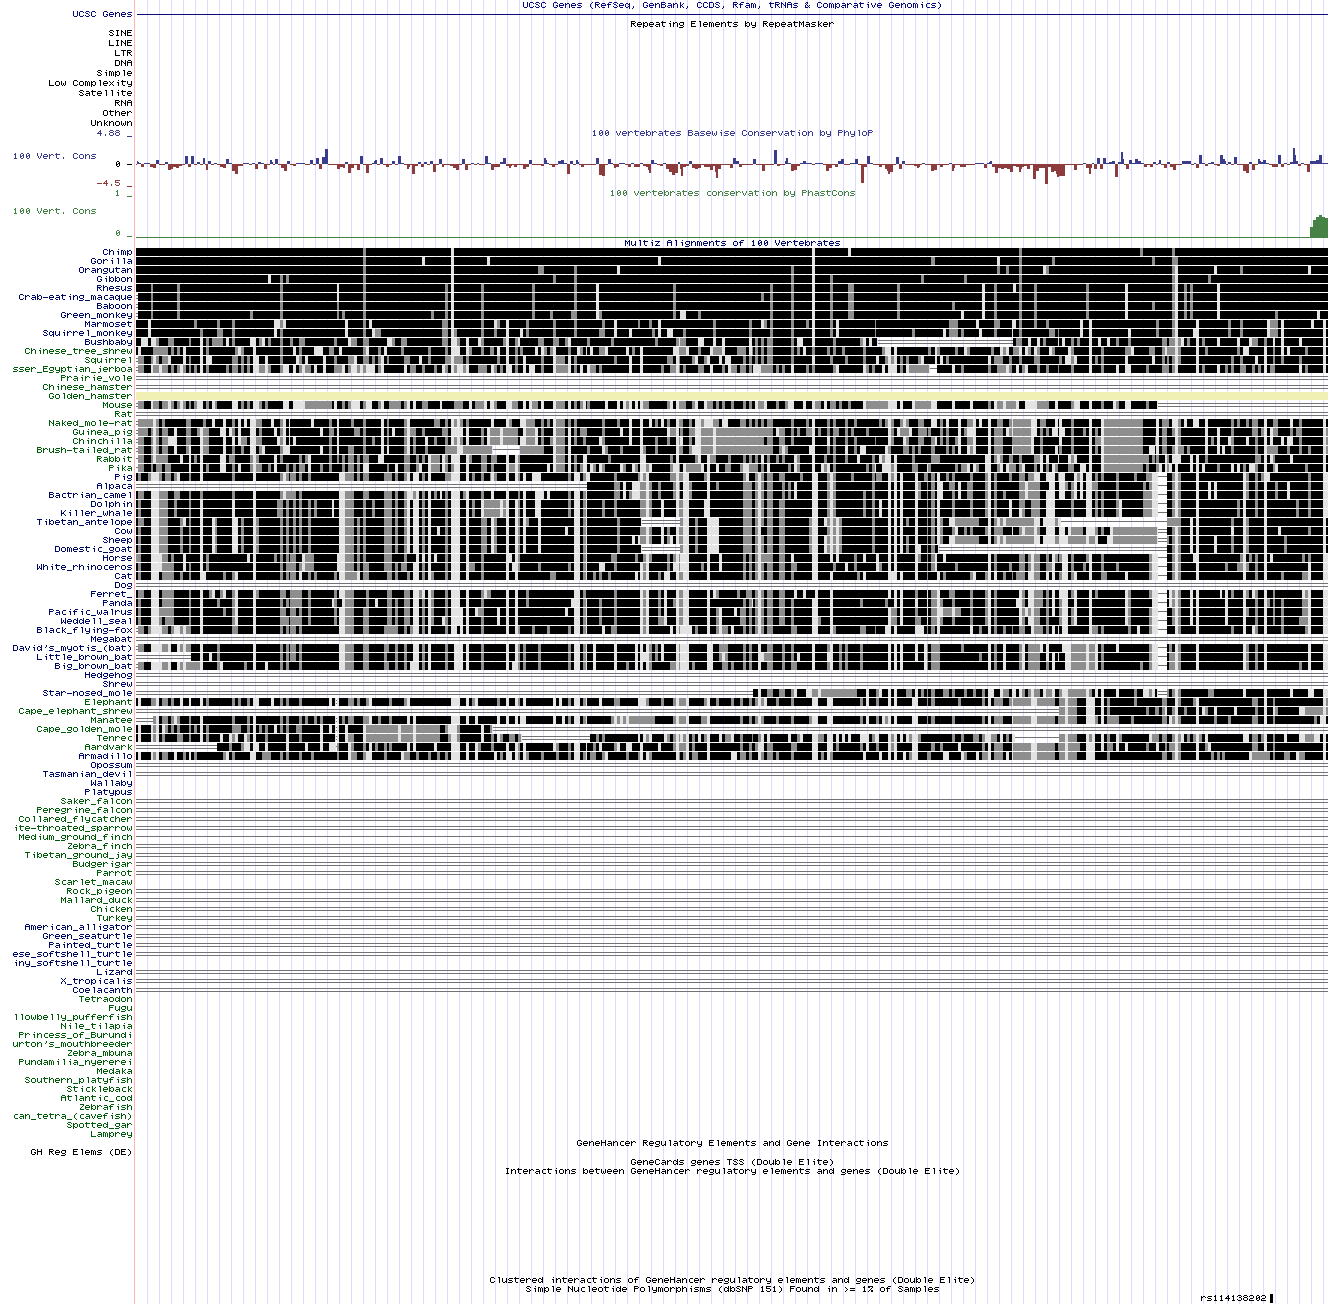 UCSC Genes (RefSeq, GenBank, CCDS, Rfam, tRNAs & Comparative Genomics)
UCSC Genes
Repeating Elements by RepeatMasker
SINE
LINE
LTR
DNA
Simple
Low Complexity
Satellite
RNA
Other
Unknown
4.88 _
100 vertebrates Basewise Conservation by PhyloP
100 Vert. Cons
0 _
-4.5 _
1 _
100 vertebrates conservation by PhastCons
100 Vert. Cons
0 _
Multiz Alignments of 100 Vertebrates
Chimp
Gorilla
Orangutan
Gibbon
Rhesus
Crab-eating_macaque
Baboon
Green_monkey
Marmoset
Squirrel_monkey
Bushbaby
Chinese_tree_shrew
Squirrel
sser_Egyptian_jerboa
Prairie_vole
Chinese_hamster
Golden_hamster
Mouse
Rat
Naked_mole-rat
Guinea_pig
Chinchilla
Brush-tailed_rat
Rabbit
Pika
Pig
Alpaca
Bactrian_camel
Dolphin
Killer_whale
Tibetan_antelope
Cow
Sheep
Domestic_goat
Horse
White_rhinoceros
Cat
Dog
Ferret_
Panda
Pacific_walrus
Weddell_seal
Black_flying-fox
Megabat
David's_myotis_(bat)
Little_brown_bat
Big_brown_bat
Hedgehog
Shrew
Star-nosed_mole
Elephant
Cape_elephant_shrew
Manatee
Cape_golden_mole
Tenrec
Aardvark
Armadillo
Opossum
Tasmanian_devil
Wallaby
Platypus
Saker_falcon
Peregrine_falcon
Collared_flycatcher
ite-throated_sparrow
Medium_ground_finch
Zebra_finch
Tibetan_ground_jay
Budgerigar
Parrot
Scarlet_macaw
Rock_pigeon
Mallard_duck
Chicken
Turkey
American_alligator
Green_seaturtle
Painted_turtle
ese_softshell_turtle
iny_softshell_turtle
Lizard
X_tropicalis
Coelacanth
Tetraodon
Fugu
llowbelly_pufferfish
Nile_tilapia
Princess_of_Burundi
urton's_mouthbreeder
Zebra_mbuna
Pundamilia_nyererei
Medaka
Southern_platyfish
Stickleback
Atlantic_cod
Zebrafish
can_tetra_(cavefish)
Spotted_gar
Lamprey
GeneHancer Regulatory Elements and Gene Interactions
GH Reg Elems (DE)
GeneCards genes TSS (Double Elite)
Interactions between GeneHancer regulatory elements and genes (Double Elite)
Clustered interactions of GeneHancer regulatory elements and genes (Double Elite)
Simple Nucleotide Polymorphisms (dbSNP 151) Found in >= 1% of Samples
rs114138202